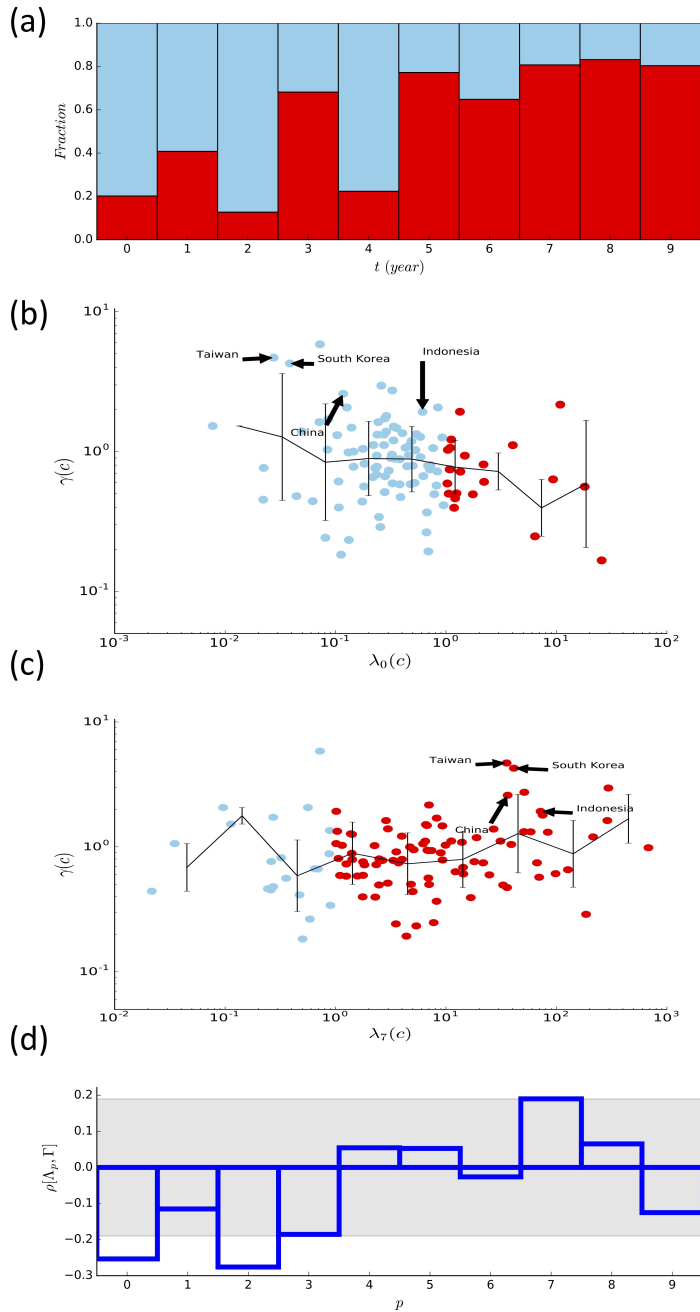 (a)
1.0
0.8
0.6
0.4
0.2
0.0
Fraction
0 1 2 3 4 5 6 7 8 9
t (year)
(b)
10^1
10^0
10^-1
γ(c)
Taiwan
South Korea
Indonesia
China
10^-3 10^-2 10^-1 10^0 10^1 10^2
λ_0(c)
(c)
10^1
10^0
10^-1
γ(c)
Taiwan
South Korea
Indonesia
China
10^-2 10^-1 10^0 10^1 10^2 10^3
λ_7(c)
(d)
0.2
0.1
0.0
−0.1
−0.2
−0.3
ρ[Λ_p, Γ]
0 1 2 3 4 5 6 7 8 9
p